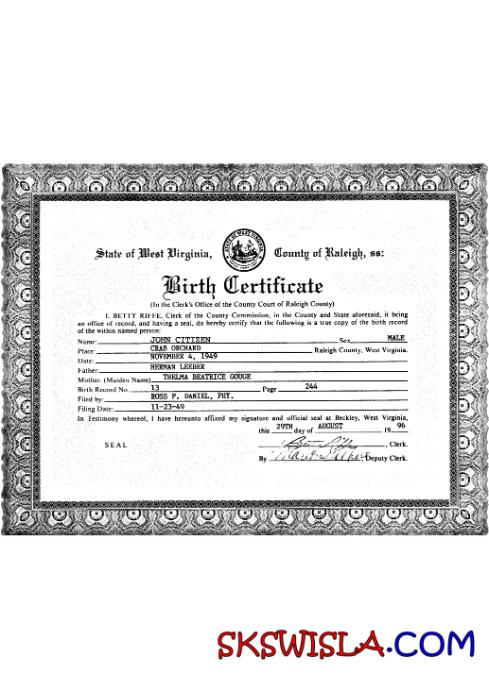 State of West Virginia, County of Raleigh, ss:
Birth Certificate
(In the Clerk's Office of the County Court of Raleigh County)
I, BETTY RIFFE, Clerk of the County Commission, in the County and State aforesaid, it being
an office of record, and having a seal, do hereby certify that the following is a true copy of the birth record
of the within named person:
Name: JOHN CITIZEN Sex MALE
Place: CRAB ORCHARD Raleigh County, West Virginia.
Date: NOVEMBER 4, 1949
Father: HERMAN LEEBER
Mother: (Maiden Name) THELMA BEATRICE GOUGE
Birth Record No. 13 Page 244
Filed by: ROSS P. DANIEL, PHY.
Filing Date: 11-23-49
In Testimony whereof, I have hereunto affixed my signature and official seal at Beckley, West Virginia,
this 29TH day of AUGUST 19 96
SEAL , Clerk.
By Deputy Clerk.
SKSWISLA.COM